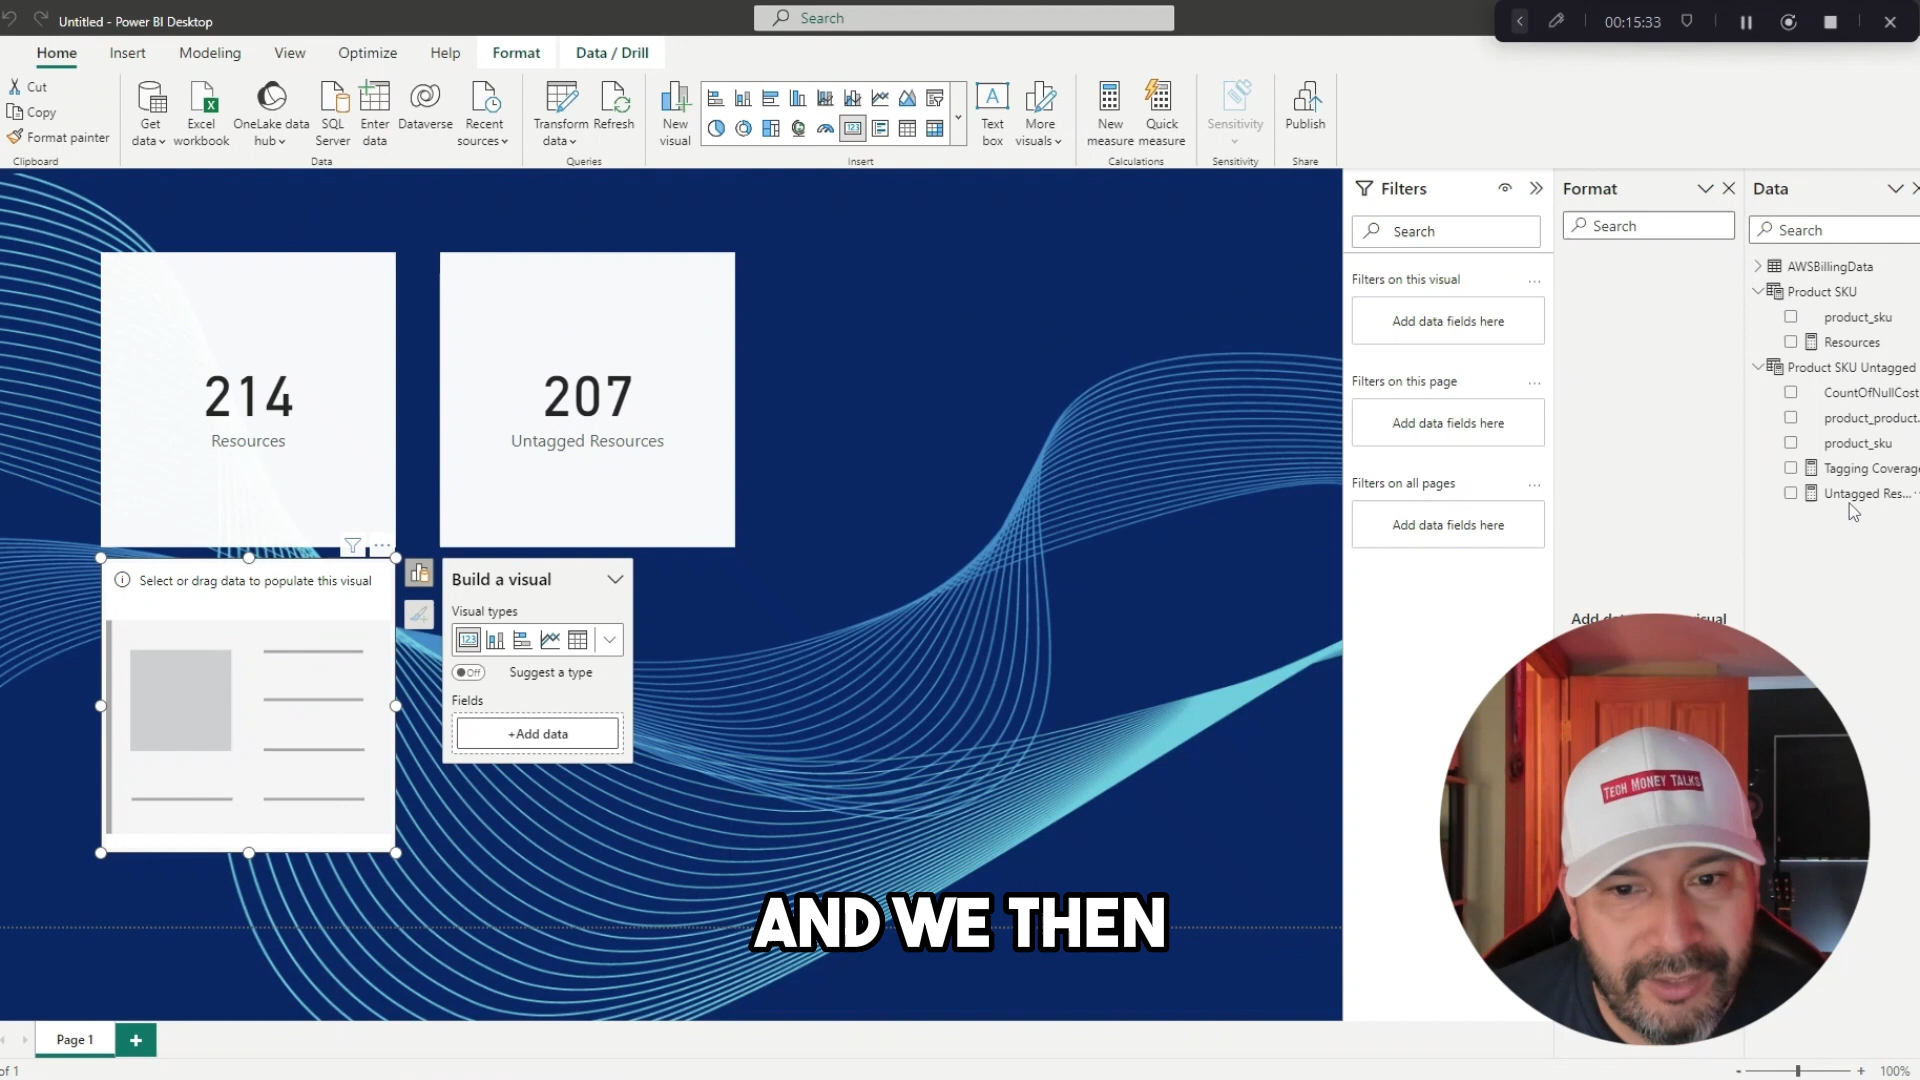 Untitled - Power BI Desktop
Search
00:15:33
Home
Insert
Modeling
View
Optimize
Help
Format
Data / Drill
Cut
Copy
Format painter
Clipboard
Get data
Excel workbook
OneLake data hub
SQL Server
Enter data
Dataverse
Recent sources
Data
Transform data
Refresh
Queries
New visual
Text box
More visuals
Insert
New measure
Quick measure
Calculations
Sensitivity
Sensitivity
Publish
Share
214
Resources
207
Untagged Resources
Select or drag data to populate this visual
Build a visual
Visual types
123
Off
Suggest a type
Fields
+Add data
Filters
Search
Filters on this visual
...
Add data fields here
Filters on this page
...
Add data fields here
Filters on all pages
...
Add data fields here
Format
Search
Data
Search
AWSBillingData
Product SKU
product_sku
Resources
Product SKU Untagged
CountOfNullCost
product_product.
product_sku
Tagging Coverage
Untagged Res...
TECH MONEY TALKS
AND WE THEN
Page 1
of 1
- + 100%